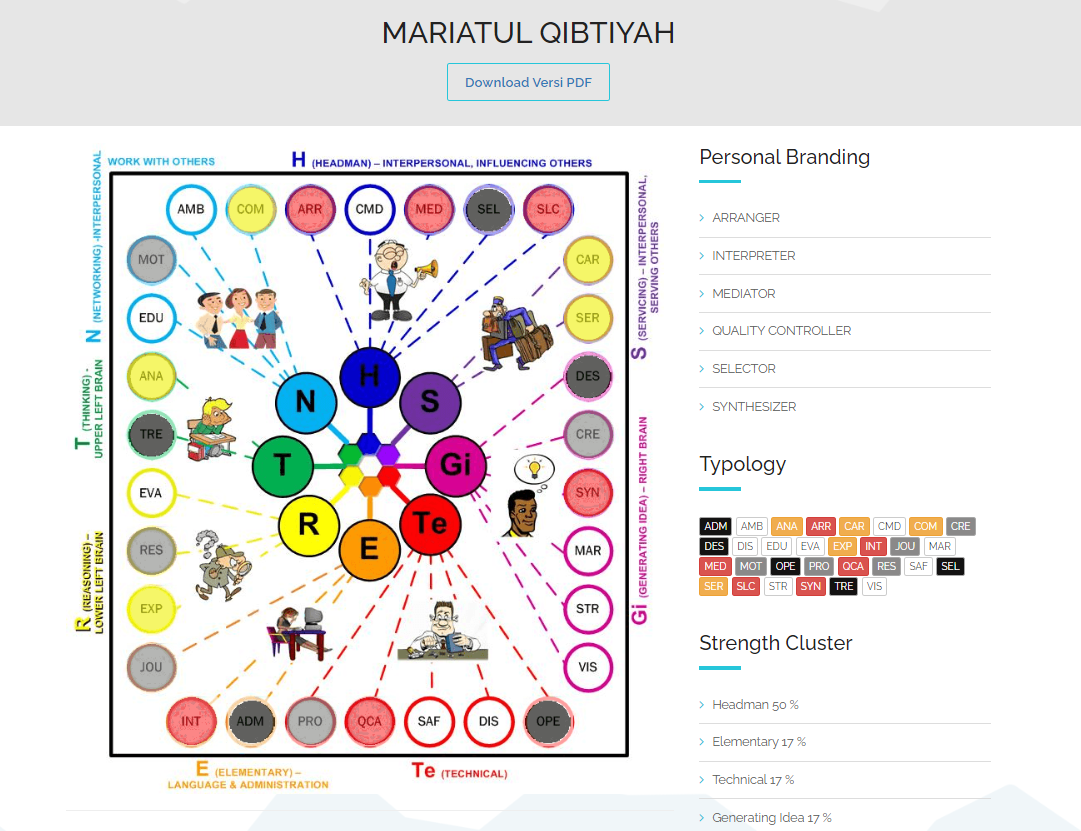 MARIATUL QIBTIYAH
Download Versi PDF
WORK WITH OTHERS
H (HEADMAN) – INTERPERSONAL, INFLUENCING OTHERS
N (NETWORKING) -INTERPERSONAL
T (THINKING) -
UPPER LEFT BRAIN
R (REASONING) –
LOWER LEFT BRAIN
S (SERVICING) – INTERPERSONAL,
SERVING OTHERS
Gi (GENERATING IDEA) – RIGHT BRAIN
AMB COM ARR CMD MED SEL SLC
MOT CAR
EDU SER
ANA DES
TRE CRE
EVA SYN
RES MAR
EXP STR
JOU VIS
INT ADM PRO QCA SAF DIS OPE
H
N S
T Gi
R Te
E
E (ELEMENTARY) –
LANGUAGE & ADMINISTRATION
Te (TECHNICAL)
Personal Branding
ARRANGER
INTERPRETER
MEDIATOR
QUALITY CONTROLLER
SELECTOR
SYNTHESIZER
Typology
ADM AMB ANA ARR CAR CMD COM CRE
DES DIS EDU EVA EXP INT JOU MAR
MED MOT OPE PRO QCA RES SAF SEL
SER SLC STR SYN TRE VIS
Strength Cluster
Headman 50 %
Elementary 17 %
Technical 17 %
Generating Idea 17 %